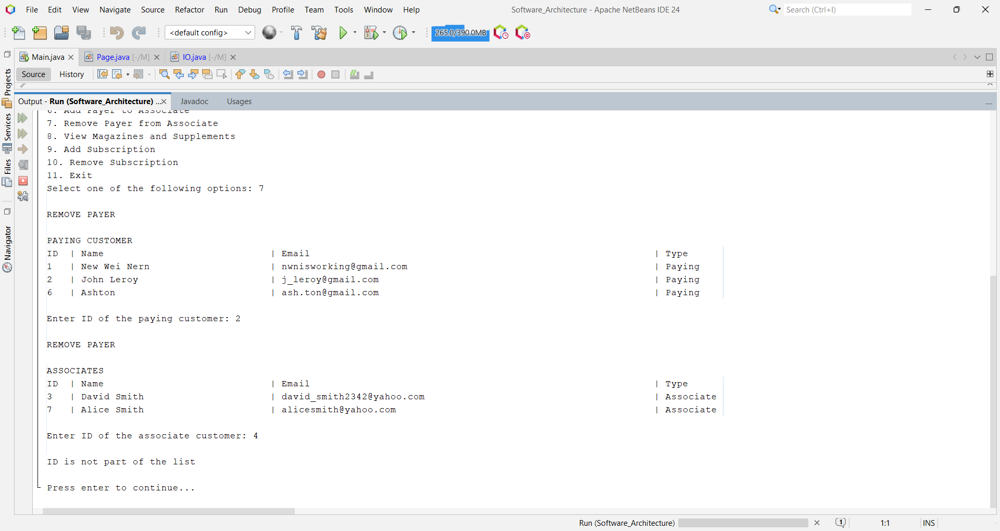 File Edit View Navigate Source Refactor Run Debug Profile Team Tools Window Help
Software_Architecture - Apache NetBeans IDE 24
Search (Ctrl+I)
<default config>
265.0/390.0MB
Main.java
Page.java [-/M]
IO.java [-/M]
Source History
Projects
Services
Files
Navigator
Output - Run (Software_Architecture) ...
Javadoc
Usages
6. Add Payer to Associate
7. Remove Payer from Associate
8. View Magazines and Supplements
9. Add Subscription
10. Remove Subscription
11. Exit
Select one of the following options: 7
REMOVE PAYER
PAYING CUSTOMER
ID | Name | Email | Type
1 | New Wei Nern | nwnisworking@gmail.com | Paying
2 | John Leroy | j_leroy@gmail.com | Paying
6 | Ashton | ash.ton@gmail.com | Paying
Enter ID of the paying customer: 2
REMOVE PAYER
ASSOCIATES
ID | Name | Email | Type
3 | David Smith | david_smith2342@yahoo.com | Associate
7 | Alice Smith | alicesmith@yahoo.com | Associate
Enter ID of the associate customer: 4
ID is not part of the list
Press enter to continue...
Run (Software_Architecture)
1
1:1
INS